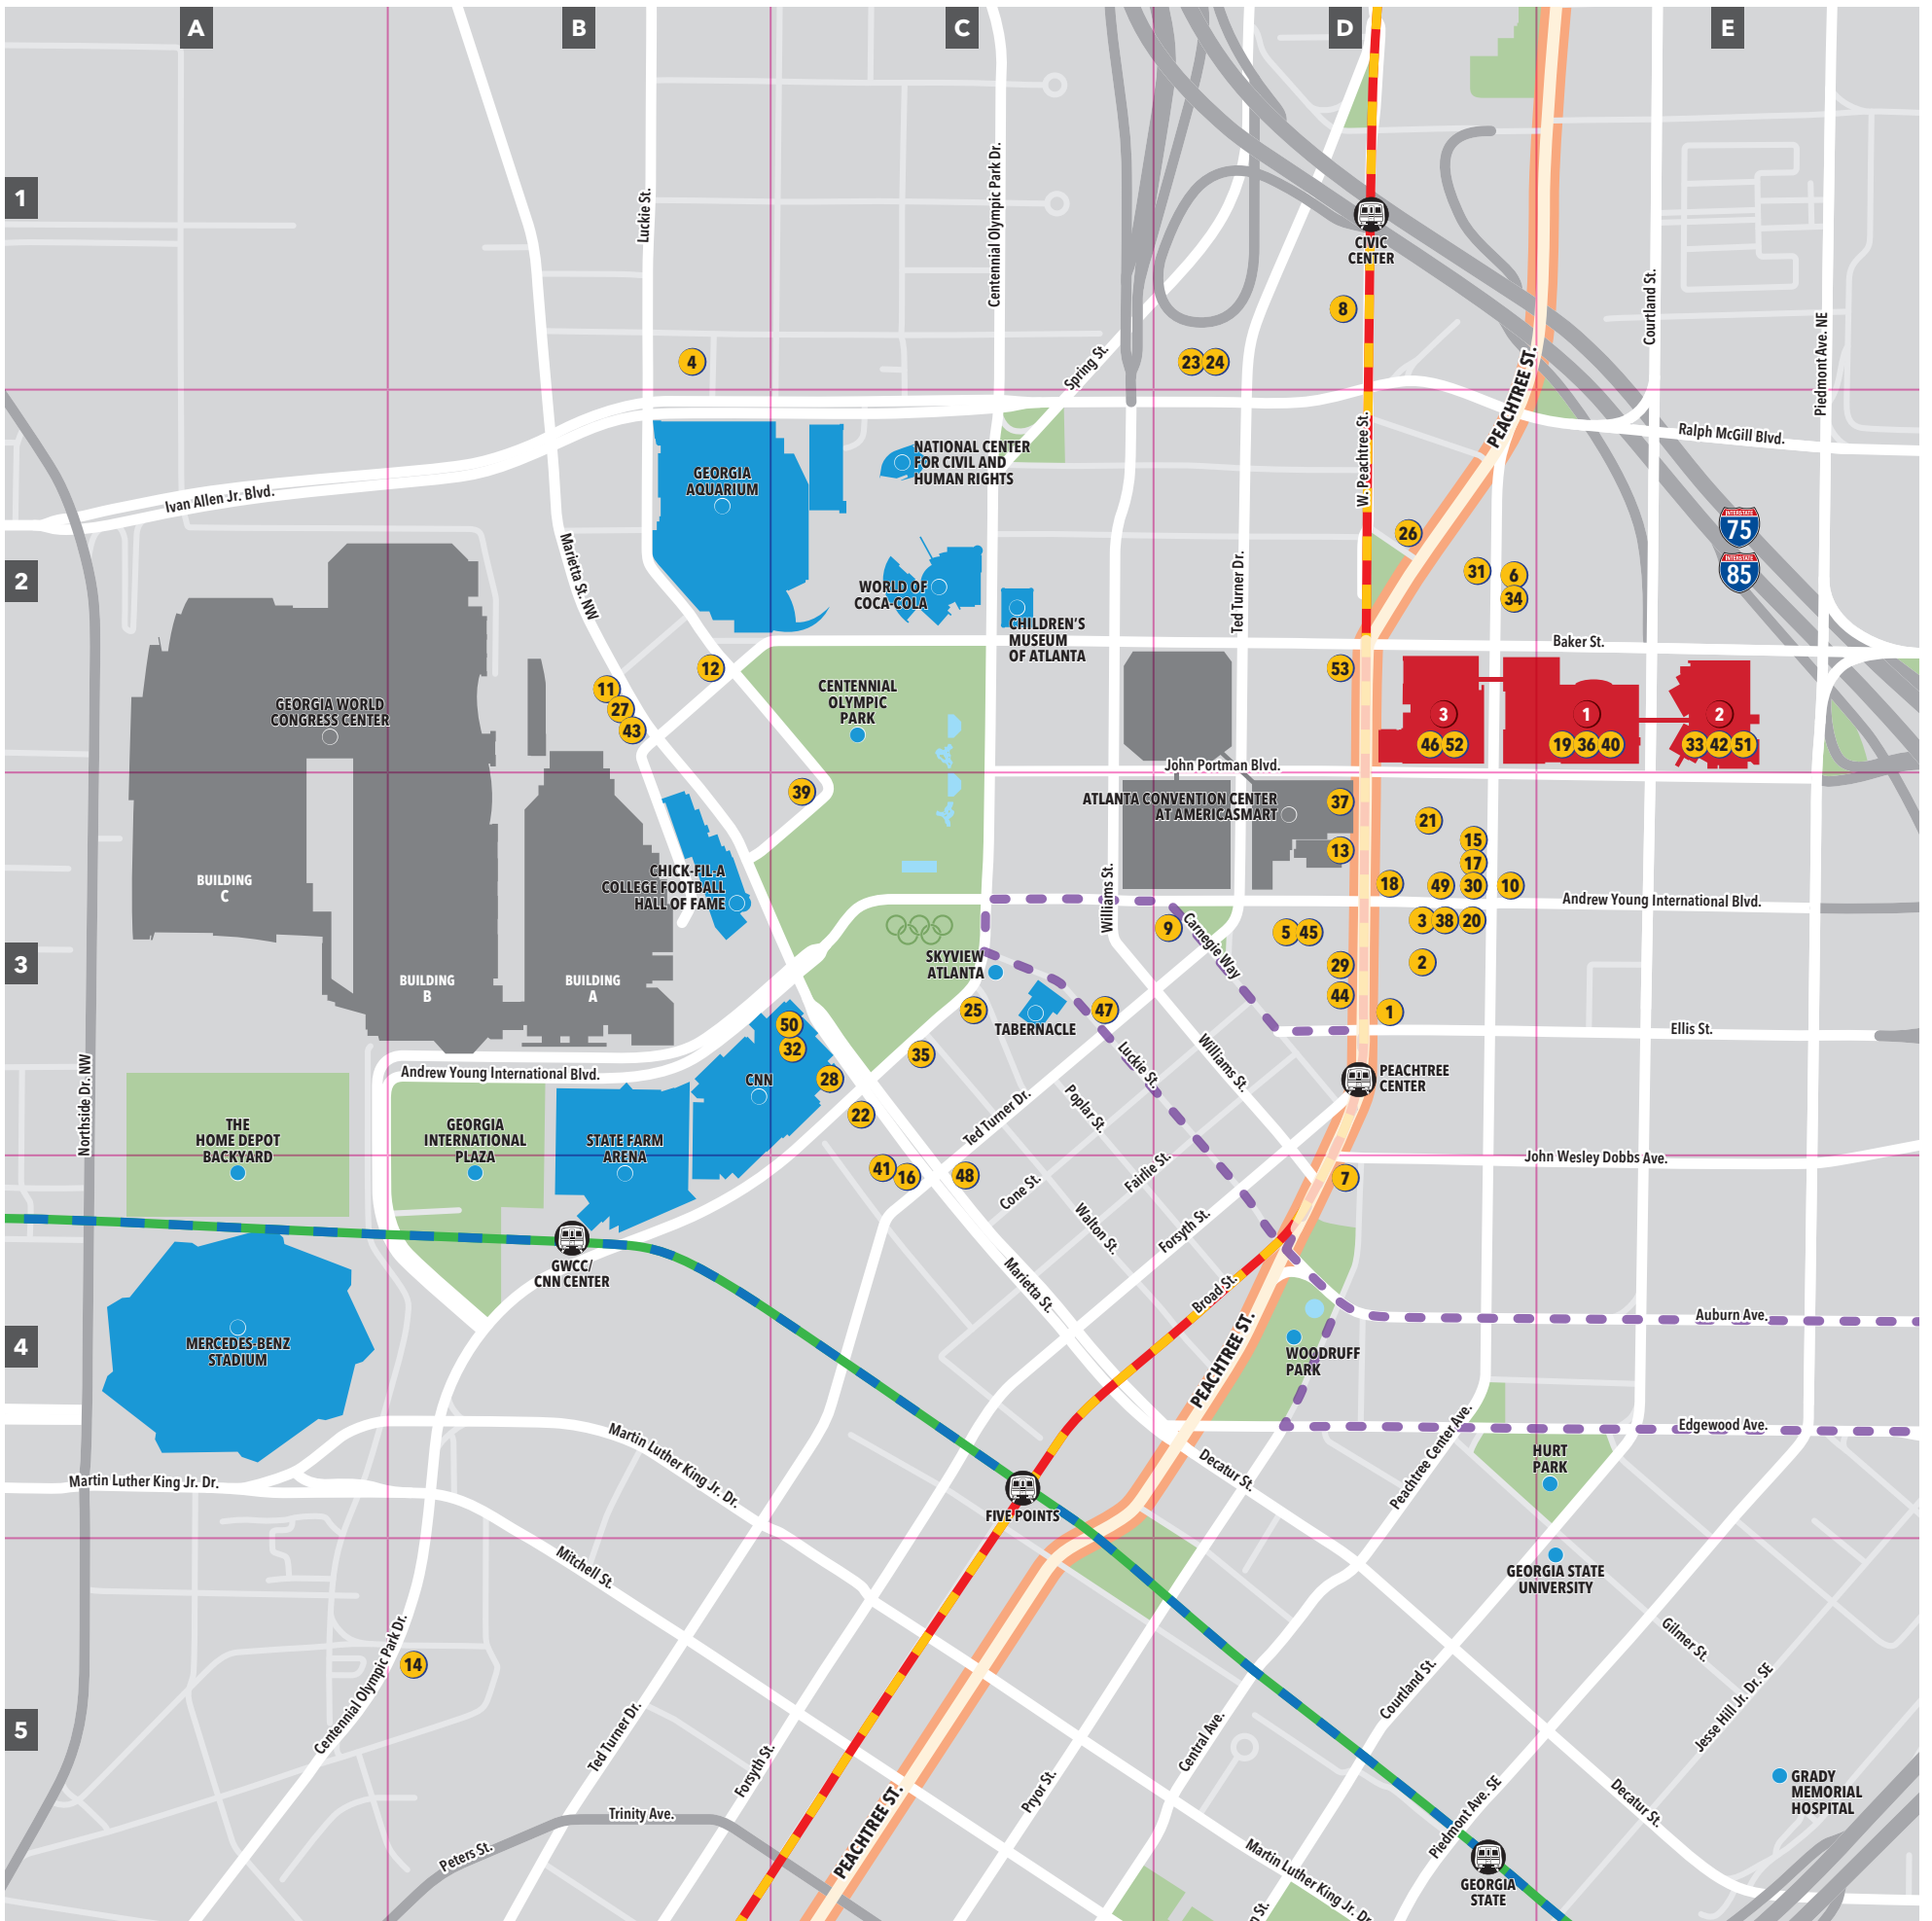 A
B
C
D
E
1
2
3
4
5
Luckie St.
Centennial Olympic Park Dr.
Spring St.
CIVIC
CENTER
Courtland St.
Piedmont Ave. NE
PEACHTREE ST.
8
4
23
24
Ivan Allen Jr. Blvd.
Ralph McGill Blvd.
W. Peachtree St.
Ted Turner Dr.
Marietta St. NW
GEORGIA
AQUARIUM
NATIONAL CENTER
FOR CIVIL AND
HUMAN RIGHTS
WORLD OF
COCA-COLA
CHILDREN'S
MUSEUM
OF ATLANTA
INTERSTATE
75
INTERSTATE
85
26
31
6
34
Baker St.
12
11
27
43
53
GEORGIA WORLD
CONGRESS CENTER
CENTENNIAL
OLYMPIC
PARK
3
46
52
1
19
36
40
2
33
42
51
John Portman Blvd.
ATLANTA CONVENTION CENTER
AT AMERICASMART
39
37
13
21
15
17
18
49
30
10
BUILDING
C
CHICK-FIL-A
COLLEGE FOOTBALL
HALL OF FAME
Williams St.
Andrew Young International Blvd.
9
Carnegie Way
5
45
3
38
20
29
2
44
1
BUILDING
B
BUILDING
A
SKYVIEW
ATLANTA
TABERNACLE
25
47
50
32
35
28
22
CNN
Ellis St.
Northside Dr. NW
Andrew Young International Blvd.
Luckie St.
Williams St.
PEACHTREE
CENTER
Poplar St.
Ted Turner Dr.
THE
HOME DEPOT
BACKYARD
GEORGIA
INTERNATIONAL
PLAZA
STATE FARM
ARENA
John Wesley Dobbs Ave.
41
16
48
7
Cone St.
Fairlie St.
Walton St.
Forsyth St.
GWCC/
CNN CENTER
Marietta St.
Broad St.
Auburn Ave.
MERCEDES-BENZ
STADIUM
WOODRUFF
PARK
PEACHTREE ST.
Edgewood Ave.
Peachtree Center Ave.
HURT
PARK
Martin Luther King Jr. Dr.
Martin Luther King Jr. Dr.
Decatur St.
FIVE POINTS
Mitchell St.
GEORGIA STATE
UNIVERSITY
Gilmer St.
14
Centennial Olympic Park Dr.
Ted Turner Dr.
Forsyth St.
Pryor St.
Central Ave.
Courtland St.
Jesse Hill Jr. Dr. SE
GRADY
MEMORIAL
HOSPITAL
Decatur St.
Piedmont Ave. SE
Trinity Ave.
Peters St.
PEACHTREE ST.
Martin Luther King Jr. Dr
GEORGIA
STATE
n St.